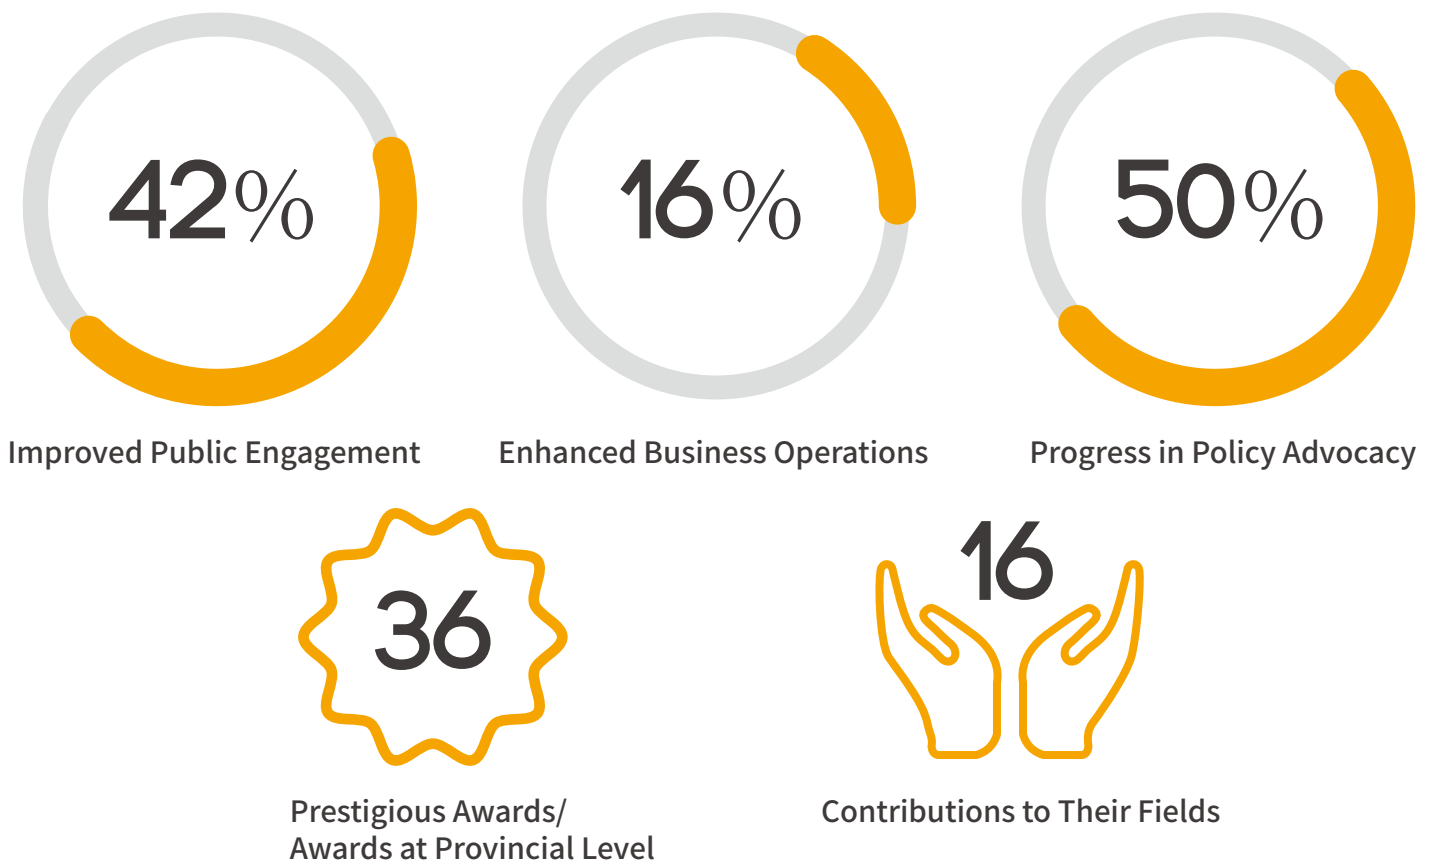 42%
16%
50%
Improved Public Engagement
Enhanced Business Operations
Progress in Policy Advocacy
36
16
Prestigious Awards/
Awards at Provincial Level
Contributions to Their Fields